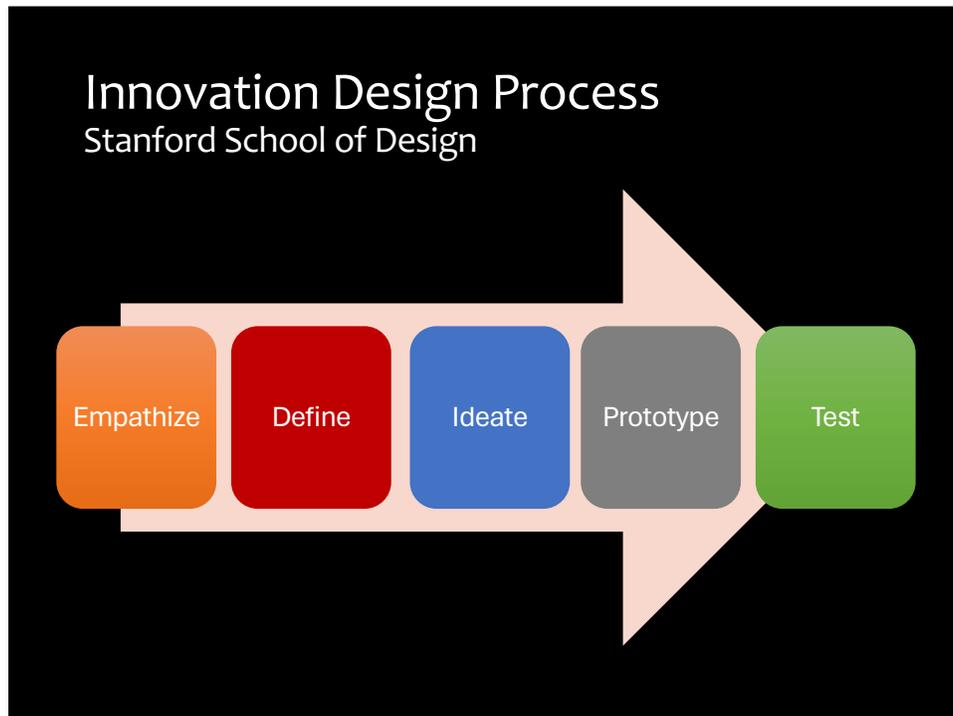 Innovation Design Process
Stanford School of Design
Empathize
Define
Ideate
Prototype
Test